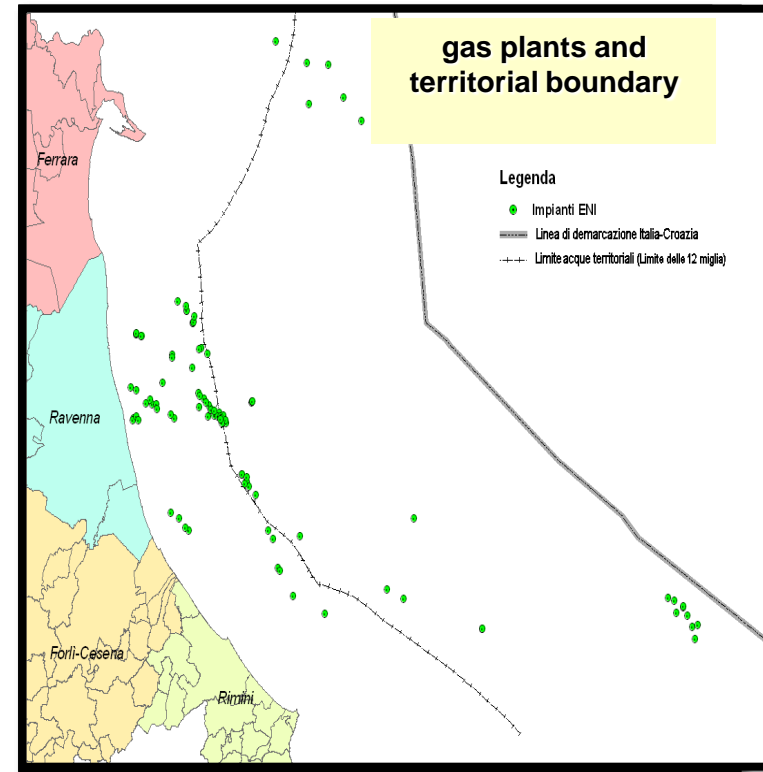 gas plants and
territorial boundary
Ferrara
Legenda
Impianti ENI
Linea di demarcazione Italia-Croazia
Limite acque territoriali (Limite delle 12 miglia)
Ravenna
Forlì-Cesena
Rimini